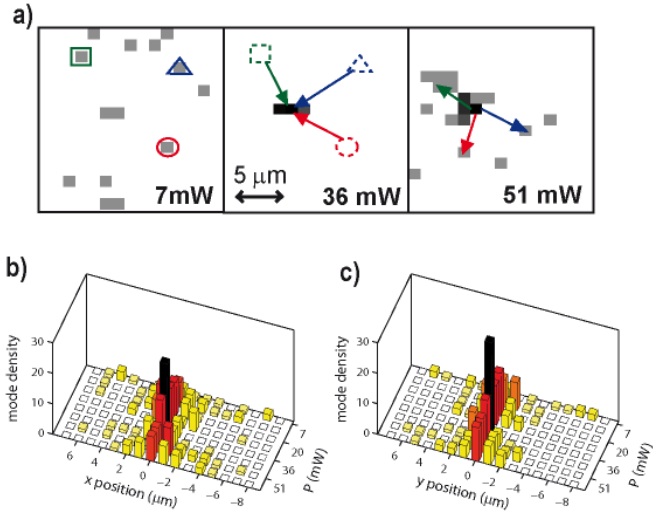 a)
7mW
5 μm
36 mW
51 mW
b)
c)
mode density
30
20
10
0
6
4
2
0
−2
−4
−6
−8
x position (μm)
7
20
36
51
P (mW)
mode density
30
20
10
0
6
4
2
0
−2
−4
−6
−8
y position (μm)
7
20
36
51
P (mW)